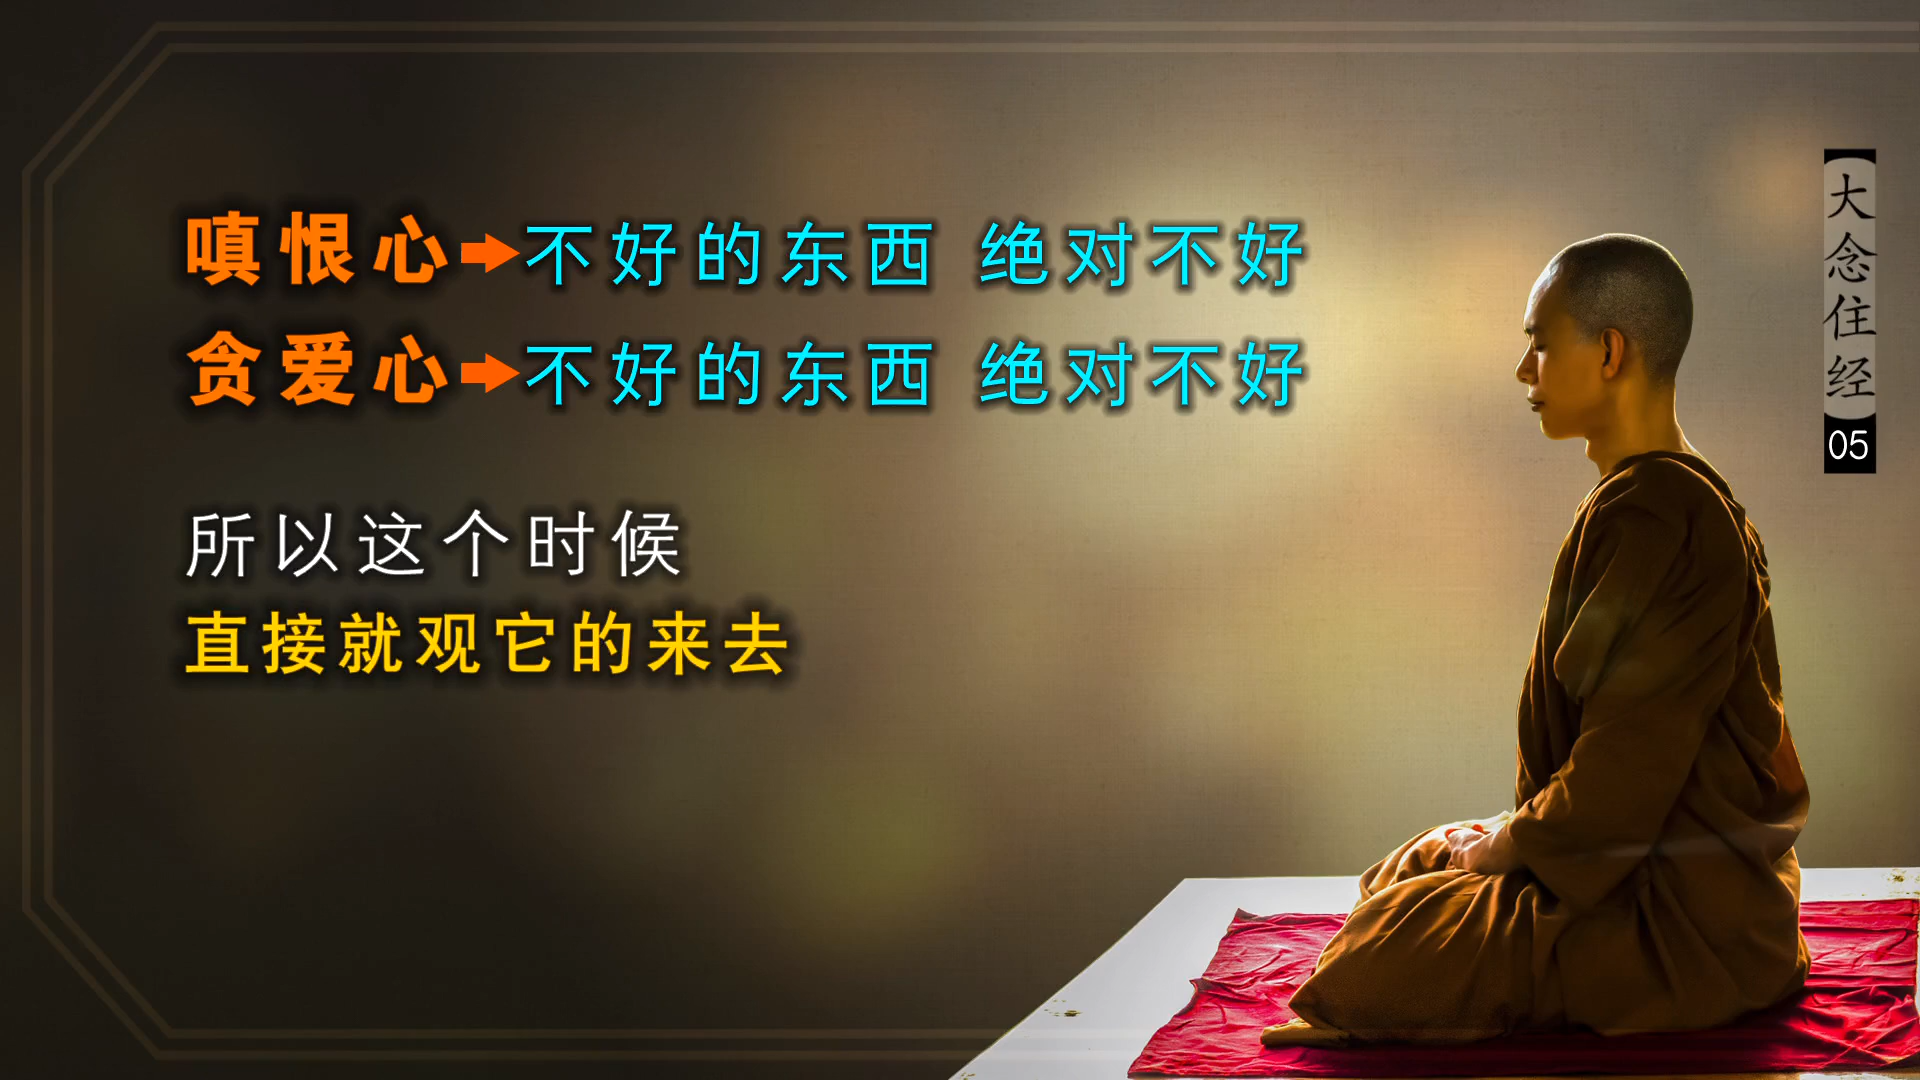 嗔恨心➡不好的东西 绝对不好
贪爱心➡不好的东西 绝对不好
所以这个时候
直接就观它的来去
【大念住经】
05